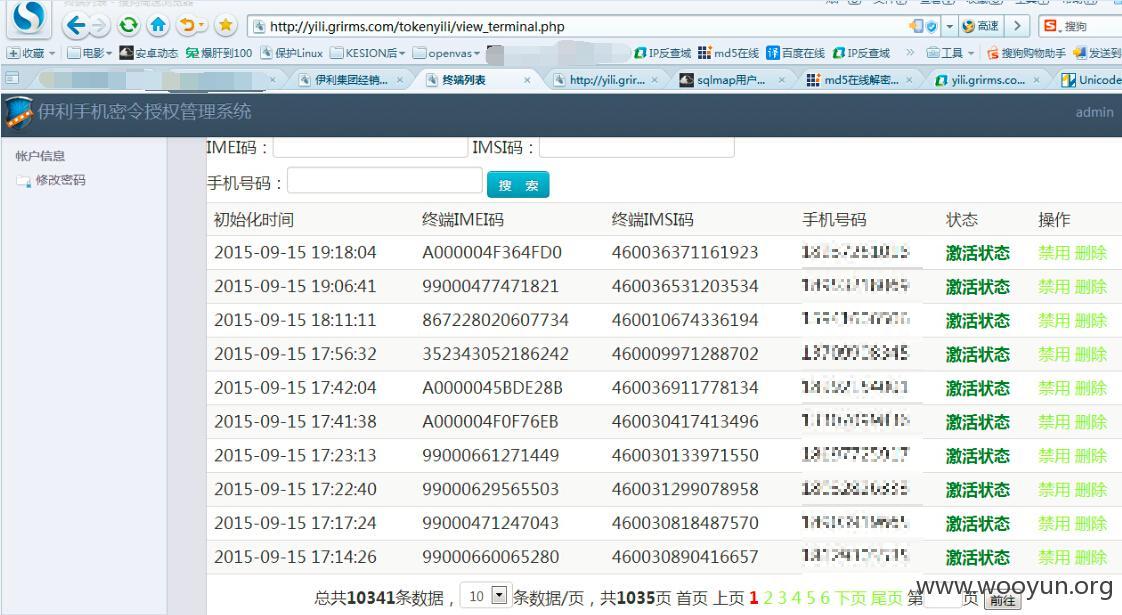 http://yili.grirms.com/tokenyili/view_terminal.php
高速
搜狗
收藏 电影 安卓动态 爆肝到100 保护Linux KESION后 openvas IP反查域 md5在线 百度在线 IP反查域 » 工具 搜狗购物助手 发送到
伊利集团经销... 终端列表 http://yili.grir... sqlmap用户... md5在线解密... yili.grirms.co... Unicode
伊利手机密令授权管理系统 admin
帐户信息
修改密码
IMEI码： IMSI码：
手机号码： 搜 索
初始化时间 终端IMEI码 终端IMSI码 手机号码 状态 操作
2015-09-15 19:18:04 A000004F364FD0 460036371161923 激活状态 禁用 删除
2015-09-15 19:06:41 99000477471821 460036531203534 激活状态 禁用 删除
2015-09-15 18:11:11 867228020607734 460010674336194 激活状态 禁用 删除
2015-09-15 17:56:32 352343052186242 460009971288702 激活状态 禁用 删除
2015-09-15 17:42:04 A0000045BDE28B 460036911778134 激活状态 禁用 删除
2015-09-15 17:41:38 A000004F0F76EB 460030417413496 激活状态 禁用 删除
2015-09-15 17:23:13 99000661271449 460030133971550 激活状态 禁用 删除
2015-09-15 17:22:40 99000629565503 460031299078958 激活状态 禁用 删除
2015-09-15 17:17:24 99000471247043 460030818487570 激活状态 禁用 删除
2015-09-15 17:14:26 99000660065280 460030890416657 激活状态 禁用 删除
总共10341条数据， 10 条数据/页，共1035页 首页 上页 1 2 3 4 5 6 下页 尾页 第 页 前往
www.wooyun.org